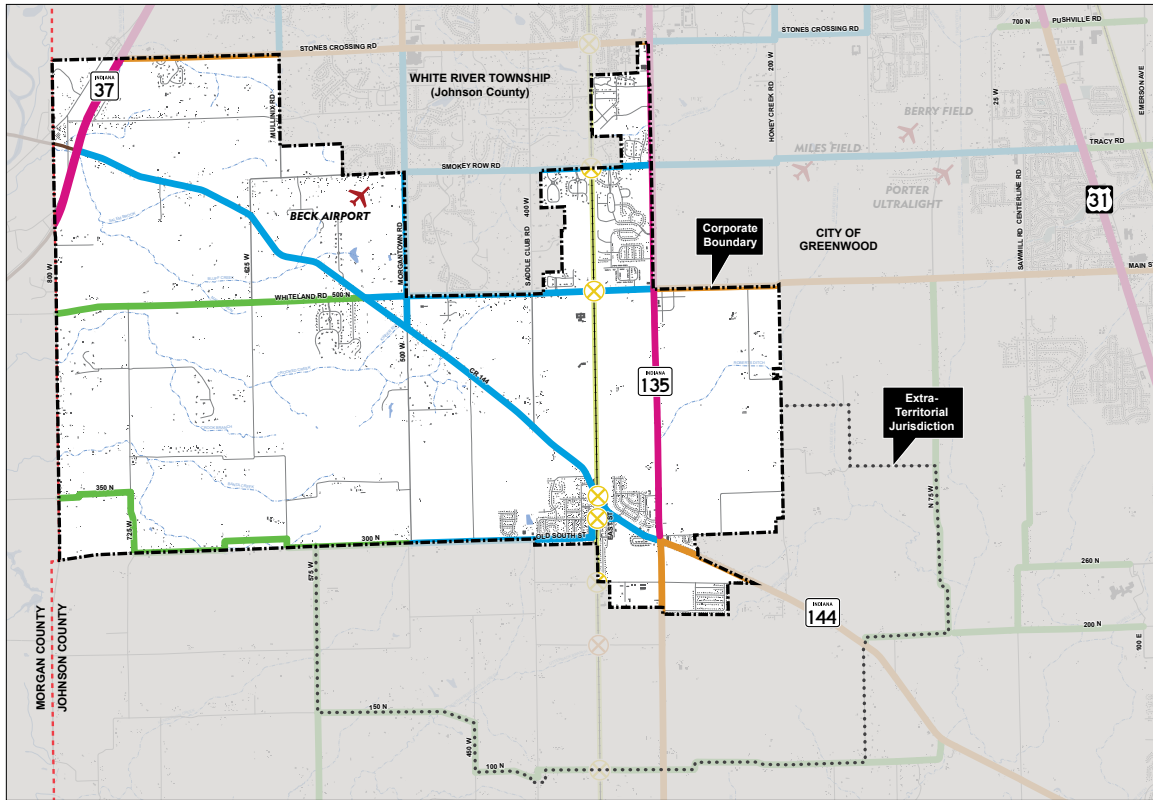 700 N
PUSHVILLE RD
STONES CROSSING RD
STONES CROSSING RD
INDIANA
37
WHITE RIVER TOWNSHIP
(Johnson County)
MULLINIX RD
HONEY CREEK RD
200 W
25 W
EMERSON AVE
BERRY FIELD
TRACY RD
MILES FIELD
SMOKEY ROW RD
PORTER
ULTRALIGHT
31
BECK AIRPORT
SADDLE CLUB RD
400 W
MORGANTOWN RD
SAWMILL RD
CENTERLINE RD
Corporate
Boundary
CITY OF
GREENWOOD
800 W
625 W
MAIN ST
WHITELAND RD
500 N
500 W
CR-144
INDIANA
135
Extra-
Territorial
Jurisdiction
350 N
725 W
N 75 W
300 N
OLD SOUTH ST
EAST ST
575 W
260 N
INDIANA
144
200 N
100 E
MORGAN COUNTY
JOHNSON COUNTY
150 N
450 W
100 N